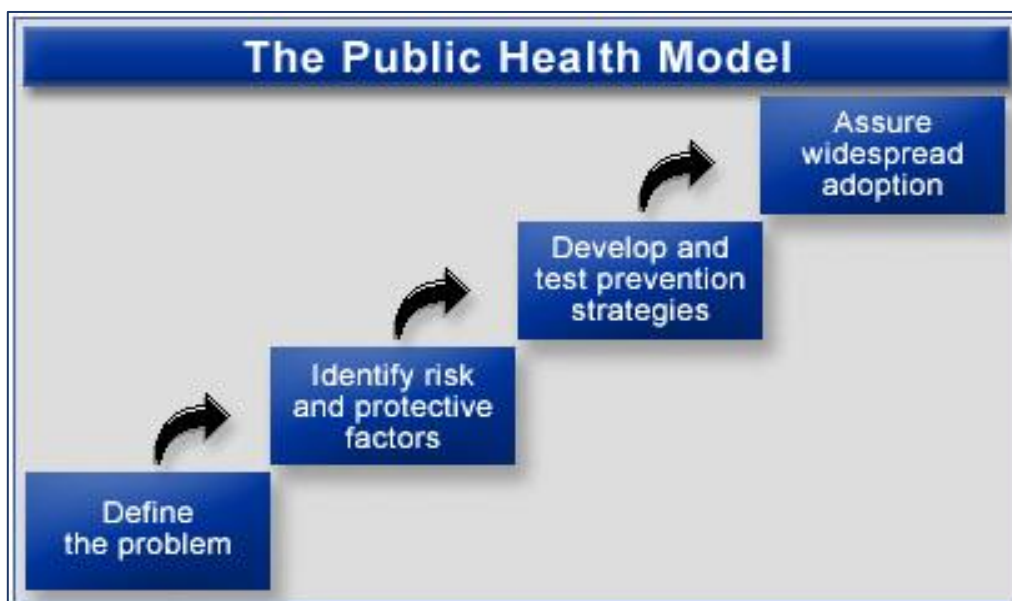 The Public Health Model
Assure
widespread
adoption
Develop and
test prevention
strategies
Identify risk
and protective
factors
Define
the problem